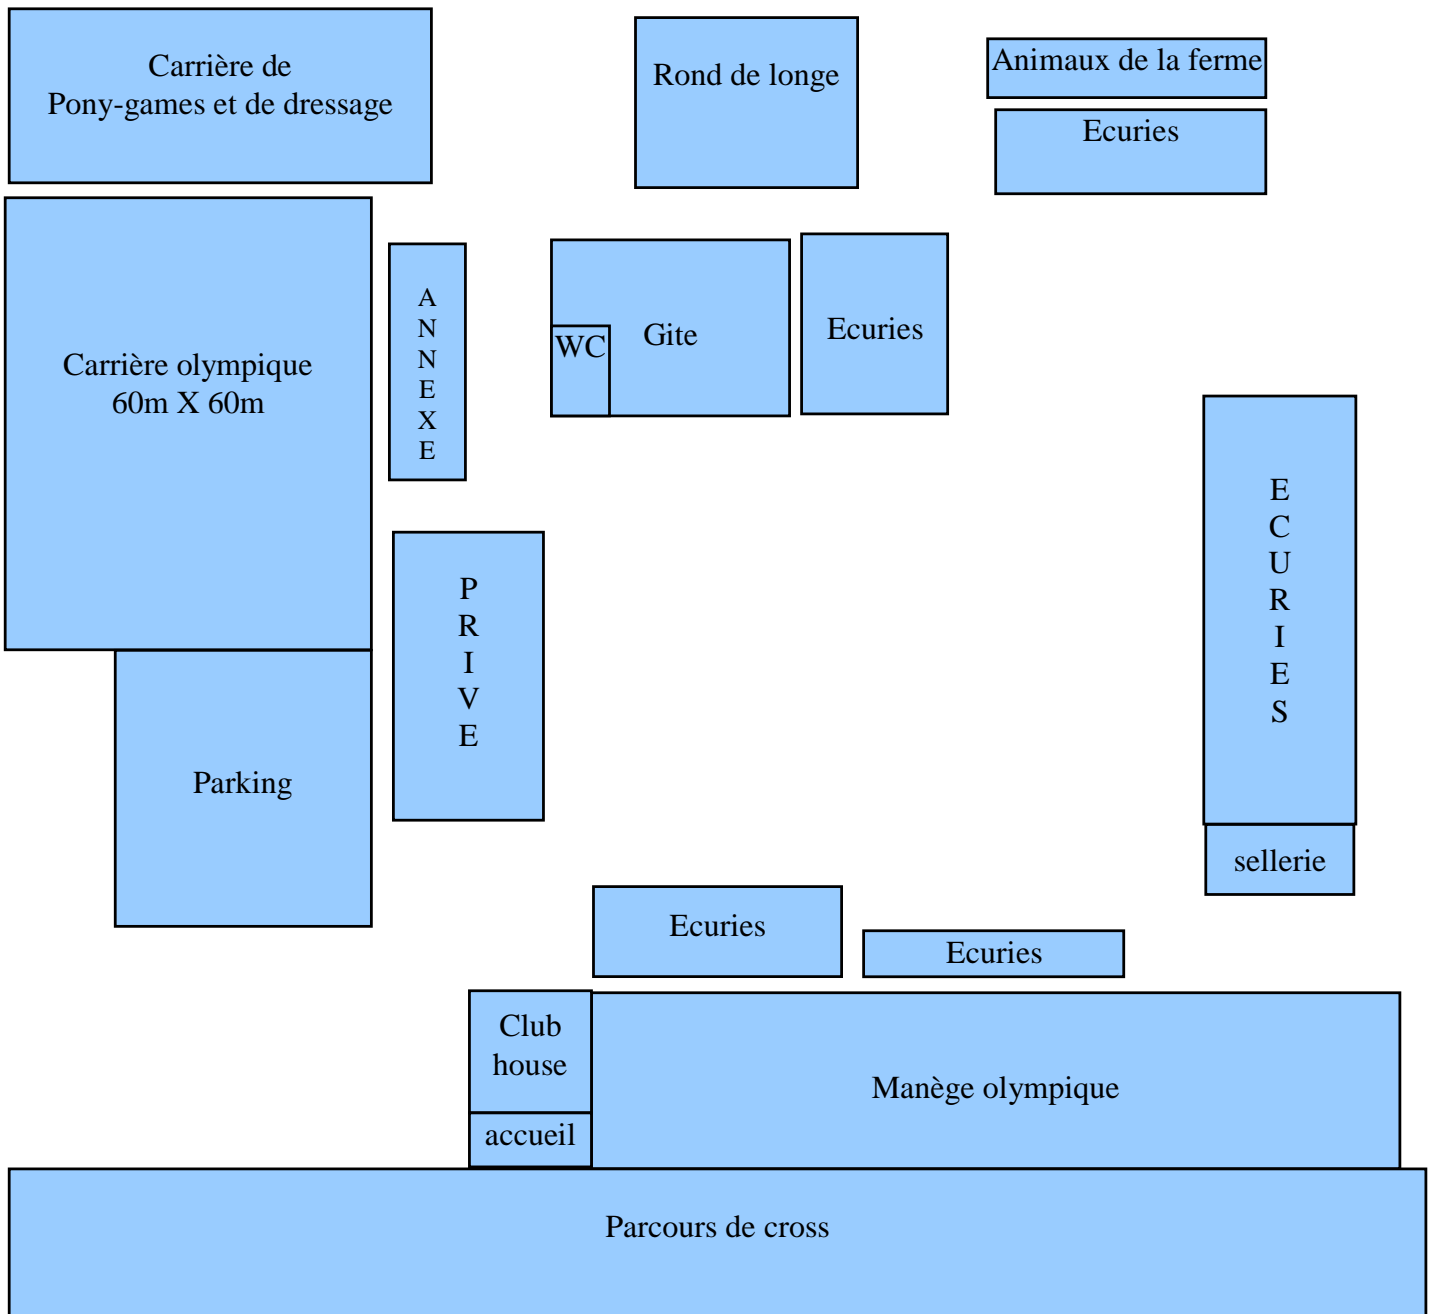 Carrière de
Pony-games et de dressage
Rond de longe
Animaux de la ferme
Ecuries
Carrière olympique
60m X 60m
A
N
N
E
X
E
WC
Gite
Ecuries
E
C
U
R
I
E
S
P
R
I
V
E
Parking
sellerie
Ecuries
Ecuries
Club
house
accueil
Manège olympique
Parcours de cross